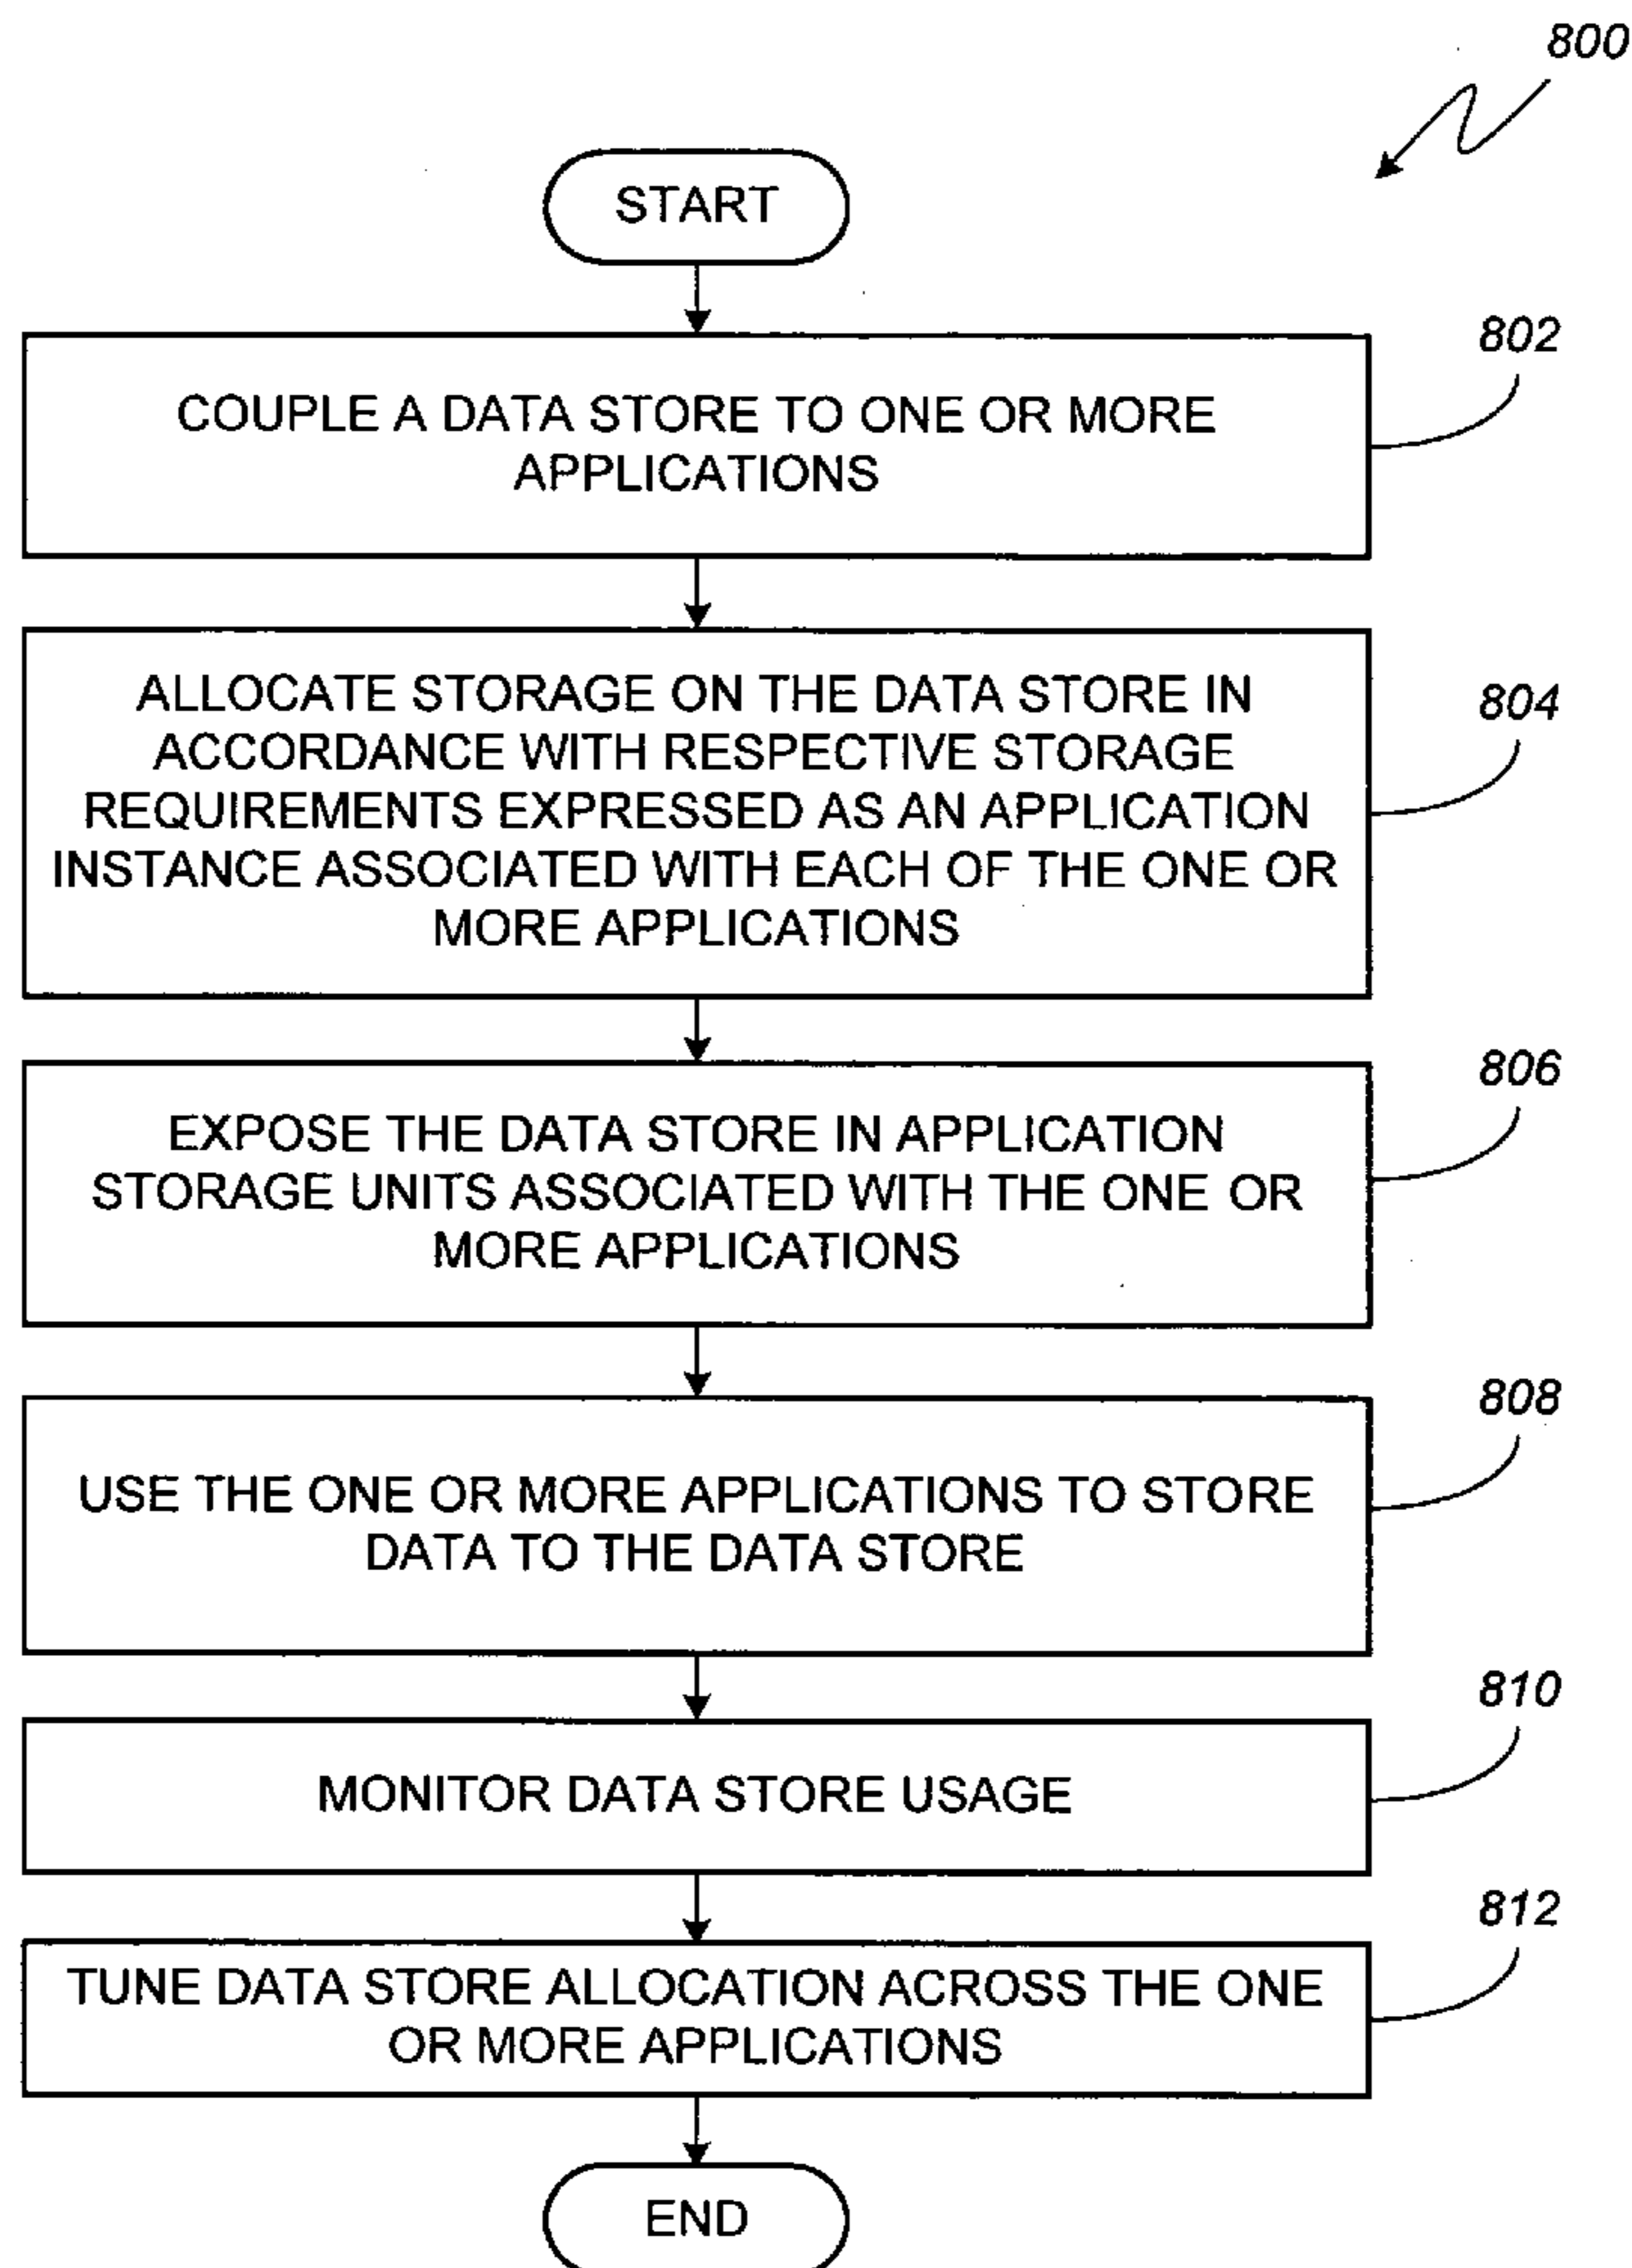 800
START
802
COUPLE A DATA STORE TO ONE OR MORE
APPLICATIONS
804
ALLOCATE STORAGE ON THE DATA STORE IN
ACCORDANCE WITH RESPECTIVE STORAGE
REQUIREMENTS EXPRESSED AS AN APPLICATION
INSTANCE ASSOCIATED WITH EACH OF THE ONE OR
MORE APPLICATIONS
806
EXPOSE THE DATA STORE IN APPLICATION
STORAGE UNITS ASSOCIATED WITH THE ONE OR
MORE APPLICATIONS
808
USE THE ONE OR MORE APPLICATIONS TO STORE
DATA TO THE DATA STORE
810
MONITOR DATA STORE USAGE
812
TUNE DATA STORE ALLOCATION ACROSS THE ONE
OR MORE APPLICATIONS
END